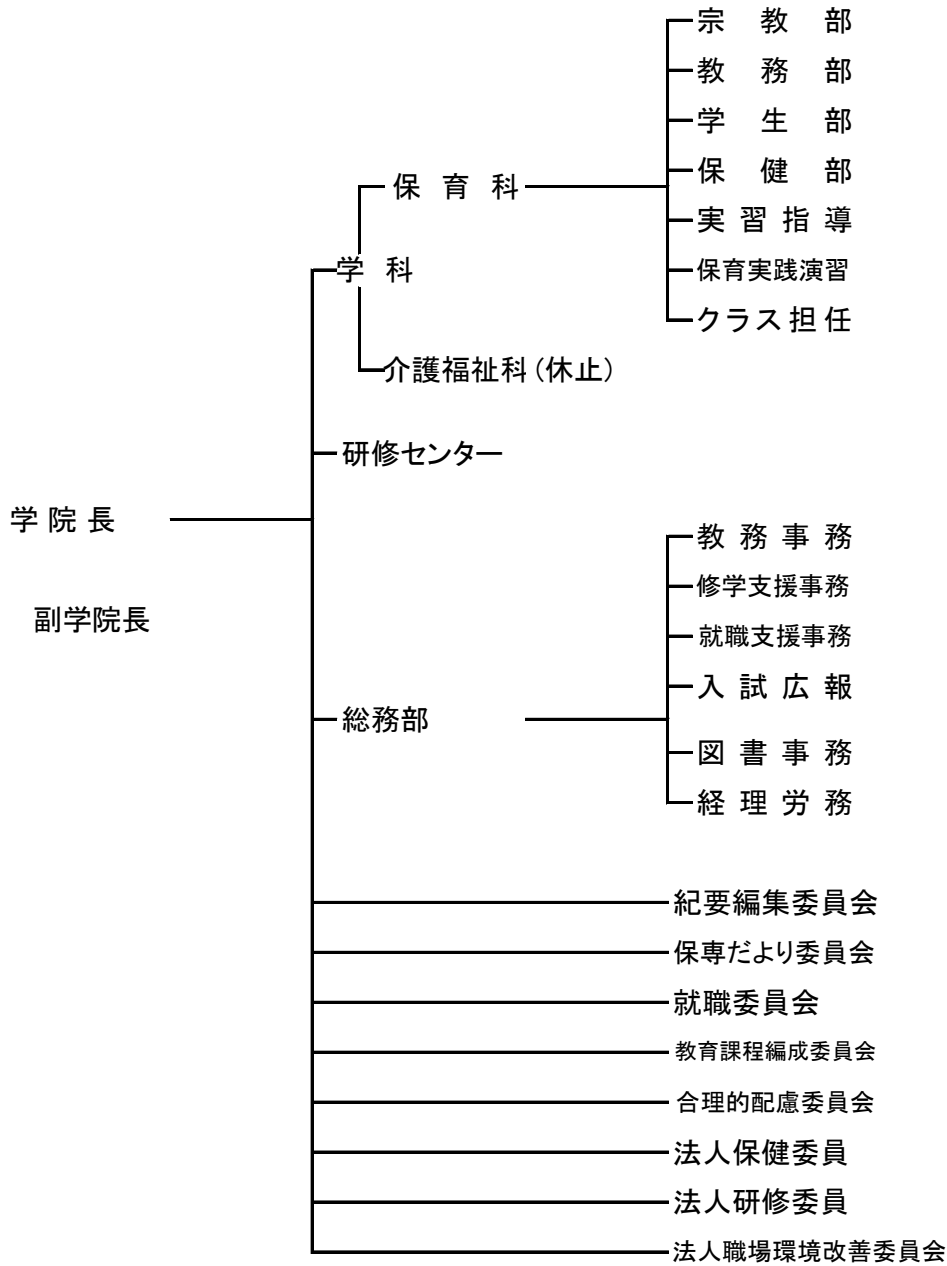 宗教部
教務部
学生部
保健部
保育科
実習指導
学科
保育実践演習
クラス担任
介護福祉科(休止)
研修センター
学院長
教務事務
修学支援事務
副学院長
就職支援事務
入試広報
総務部
図書事務
経理労務
紀要編集委員会
保専だより委員会
就職委員会
教育課程編成委員会
合理的配慮委員会
法人保健委員
法人研修委員
法人職場環境改善委員会